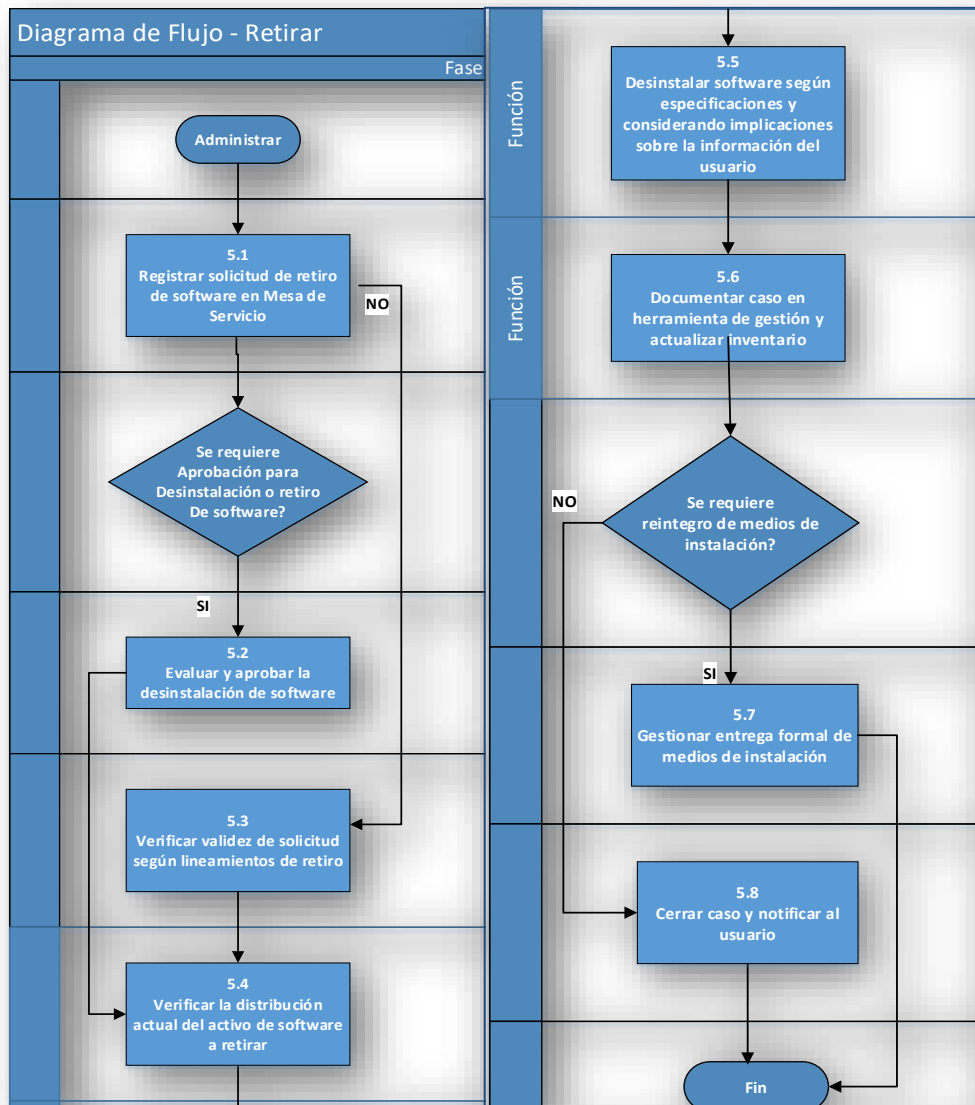 Diagrama de Flujo - Retirar
Fase
Administrar
5.1
Registrar solicitud de retiro
de software en Mesa de
Servicio
NO
Se requiere
Aprobación para
Desinstalación o retiro
De software?
SI
5.2
Evaluar y aprobar la
desinstalación de software
5.3
Verificar validez de solicitud
según lineamientos de retiro
5.4
Verificar la distribución
actual del activo de software
a retirar
Función
5.5
Desinstalar software según
especificaciones y
considerando implicaciones
sobre la información del
usuario
Función
5.6
Documentar caso en
herramienta de gestión y
actualizar inventario
NO
Se requiere
reintegro de medios de
instalación?
SI
5.7
Gestionar entrega formal de
medios de instalación
5.8
Cerrar caso y notificar al
usuario
Fin